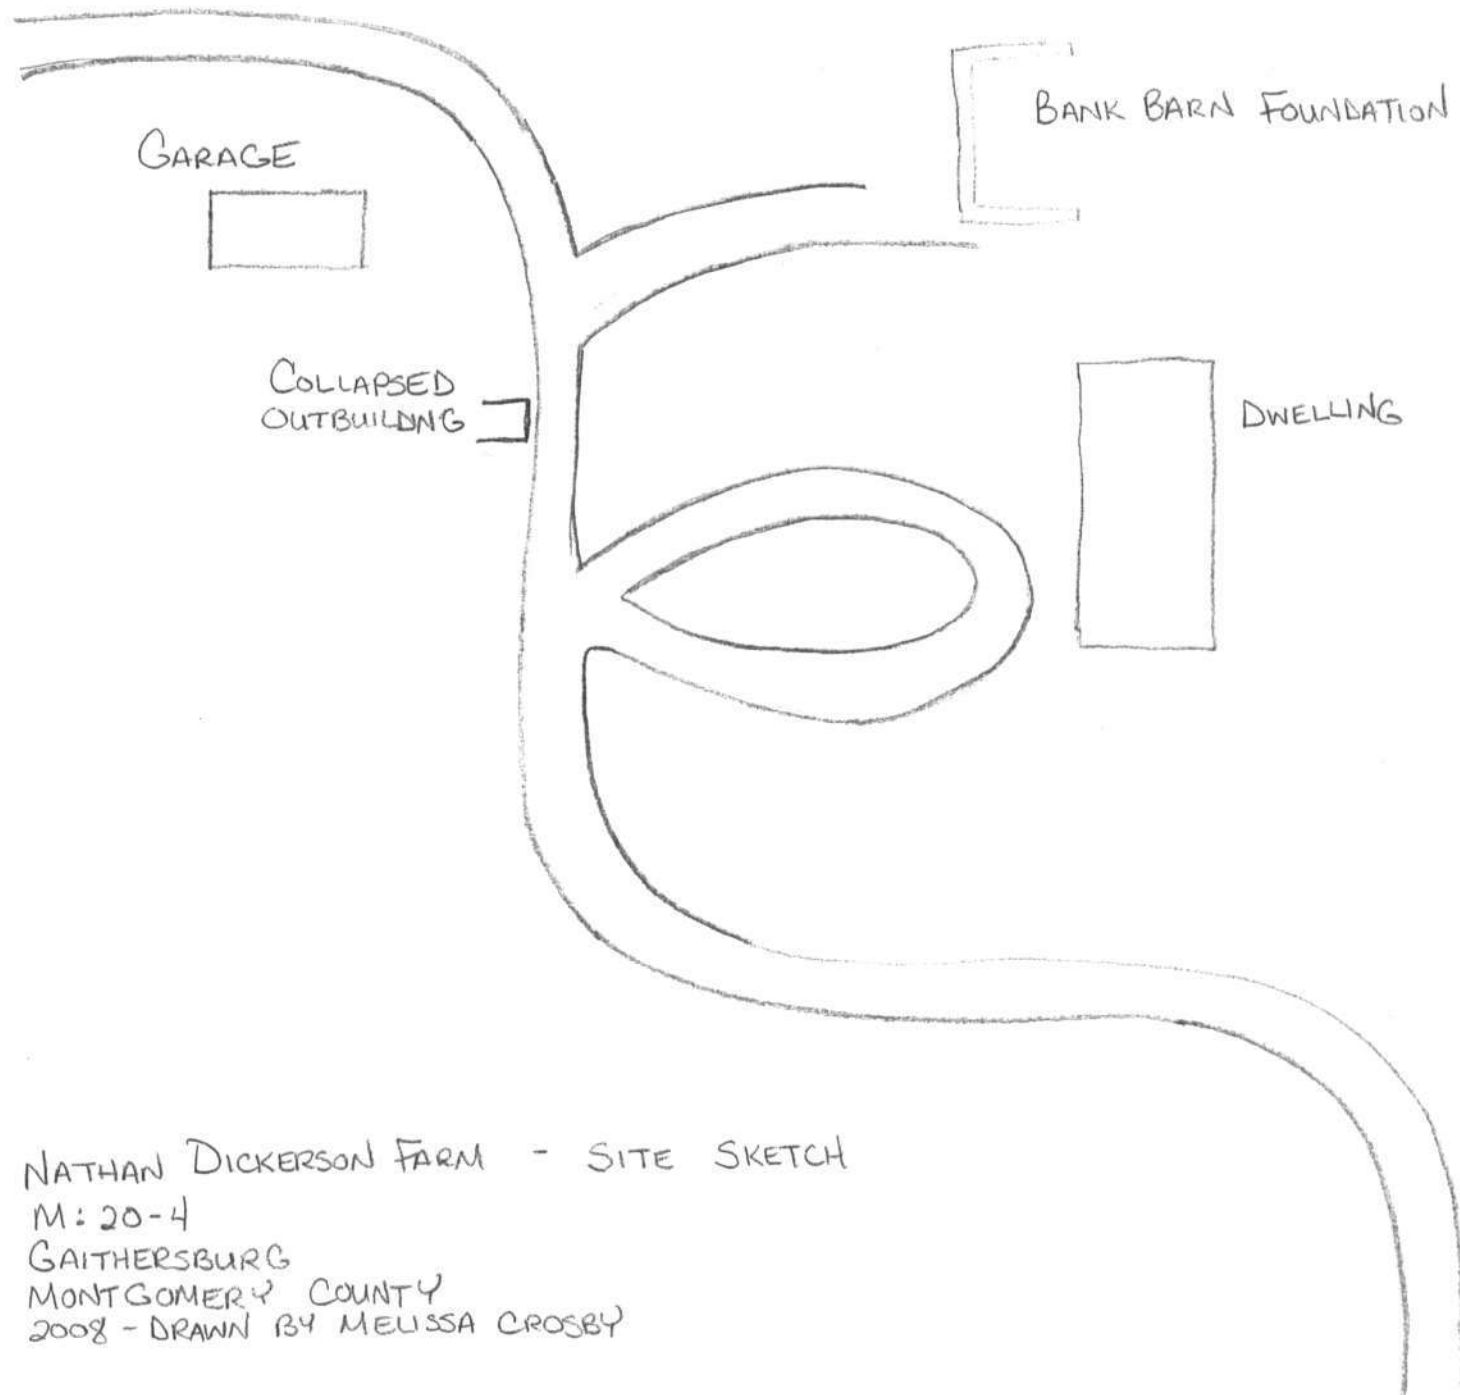 BANK BARN FOUNDATION
GARAGE
COLLAPSED
OUTBUILDNG
DWELLING
NATHAN DICKERSON FARM - SITE SKETCH
M: 20-4
GAITHERSBURG
MONTGOMERY COUNTY
2008 - DRAWN BY MELISSA CROSBY